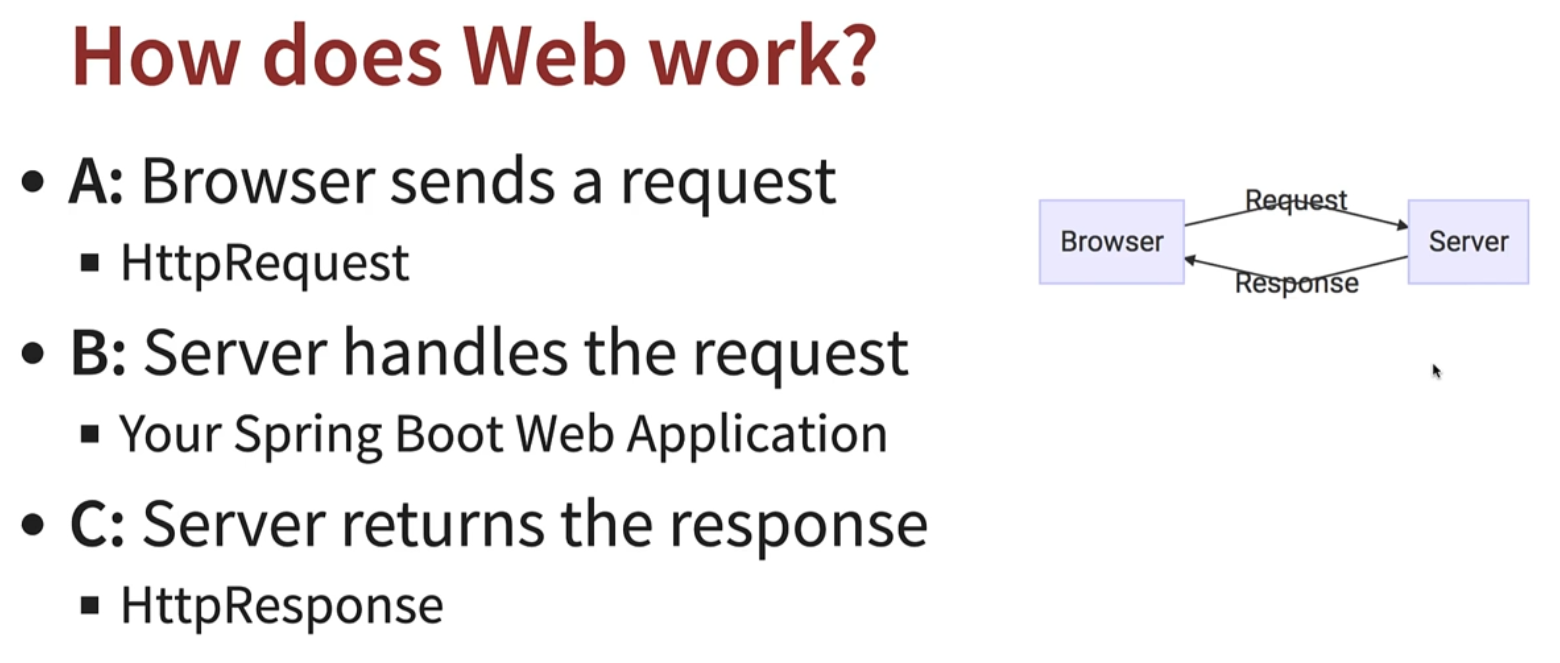 How does Web work?
• A: Browser sends a request
▪ HttpRequest
• B: Server handles the request
▪ Your Spring Boot Web Application
• C: Server returns the response
▪ HttpResponse
Request
Browser
Server
Response